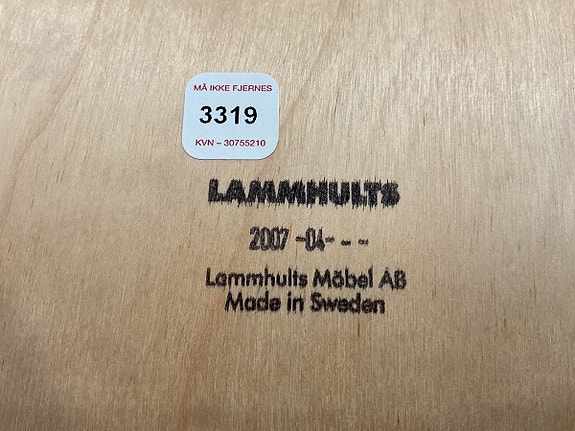 MÅ IKKE FJERNES
3319
KVN – 30755210
LAMMHULTS
2007 -04- - -
Lammhults Möbel AB
Made in Sweden